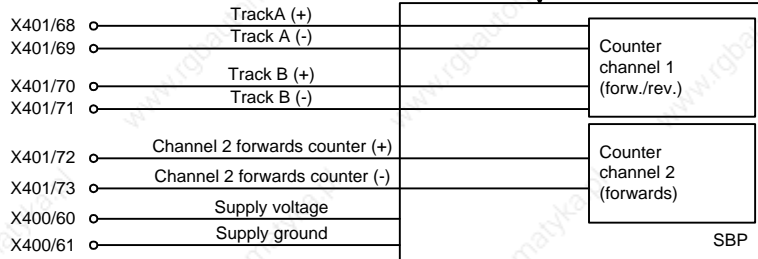 X401/68 TrackA (+)
X401/69 Track A (-)
Counter
channel 1
(forw./rev.)
X401/70 Track B (+)
X401/71 Track B (-)
X401/72 Channel 2 forwards counter (+)
X401/73 Channel 2 forwards counter (-)
Counter
channel 2
(forwards)
X400/60 Supply voltage
X400/61 Supply ground
SBP